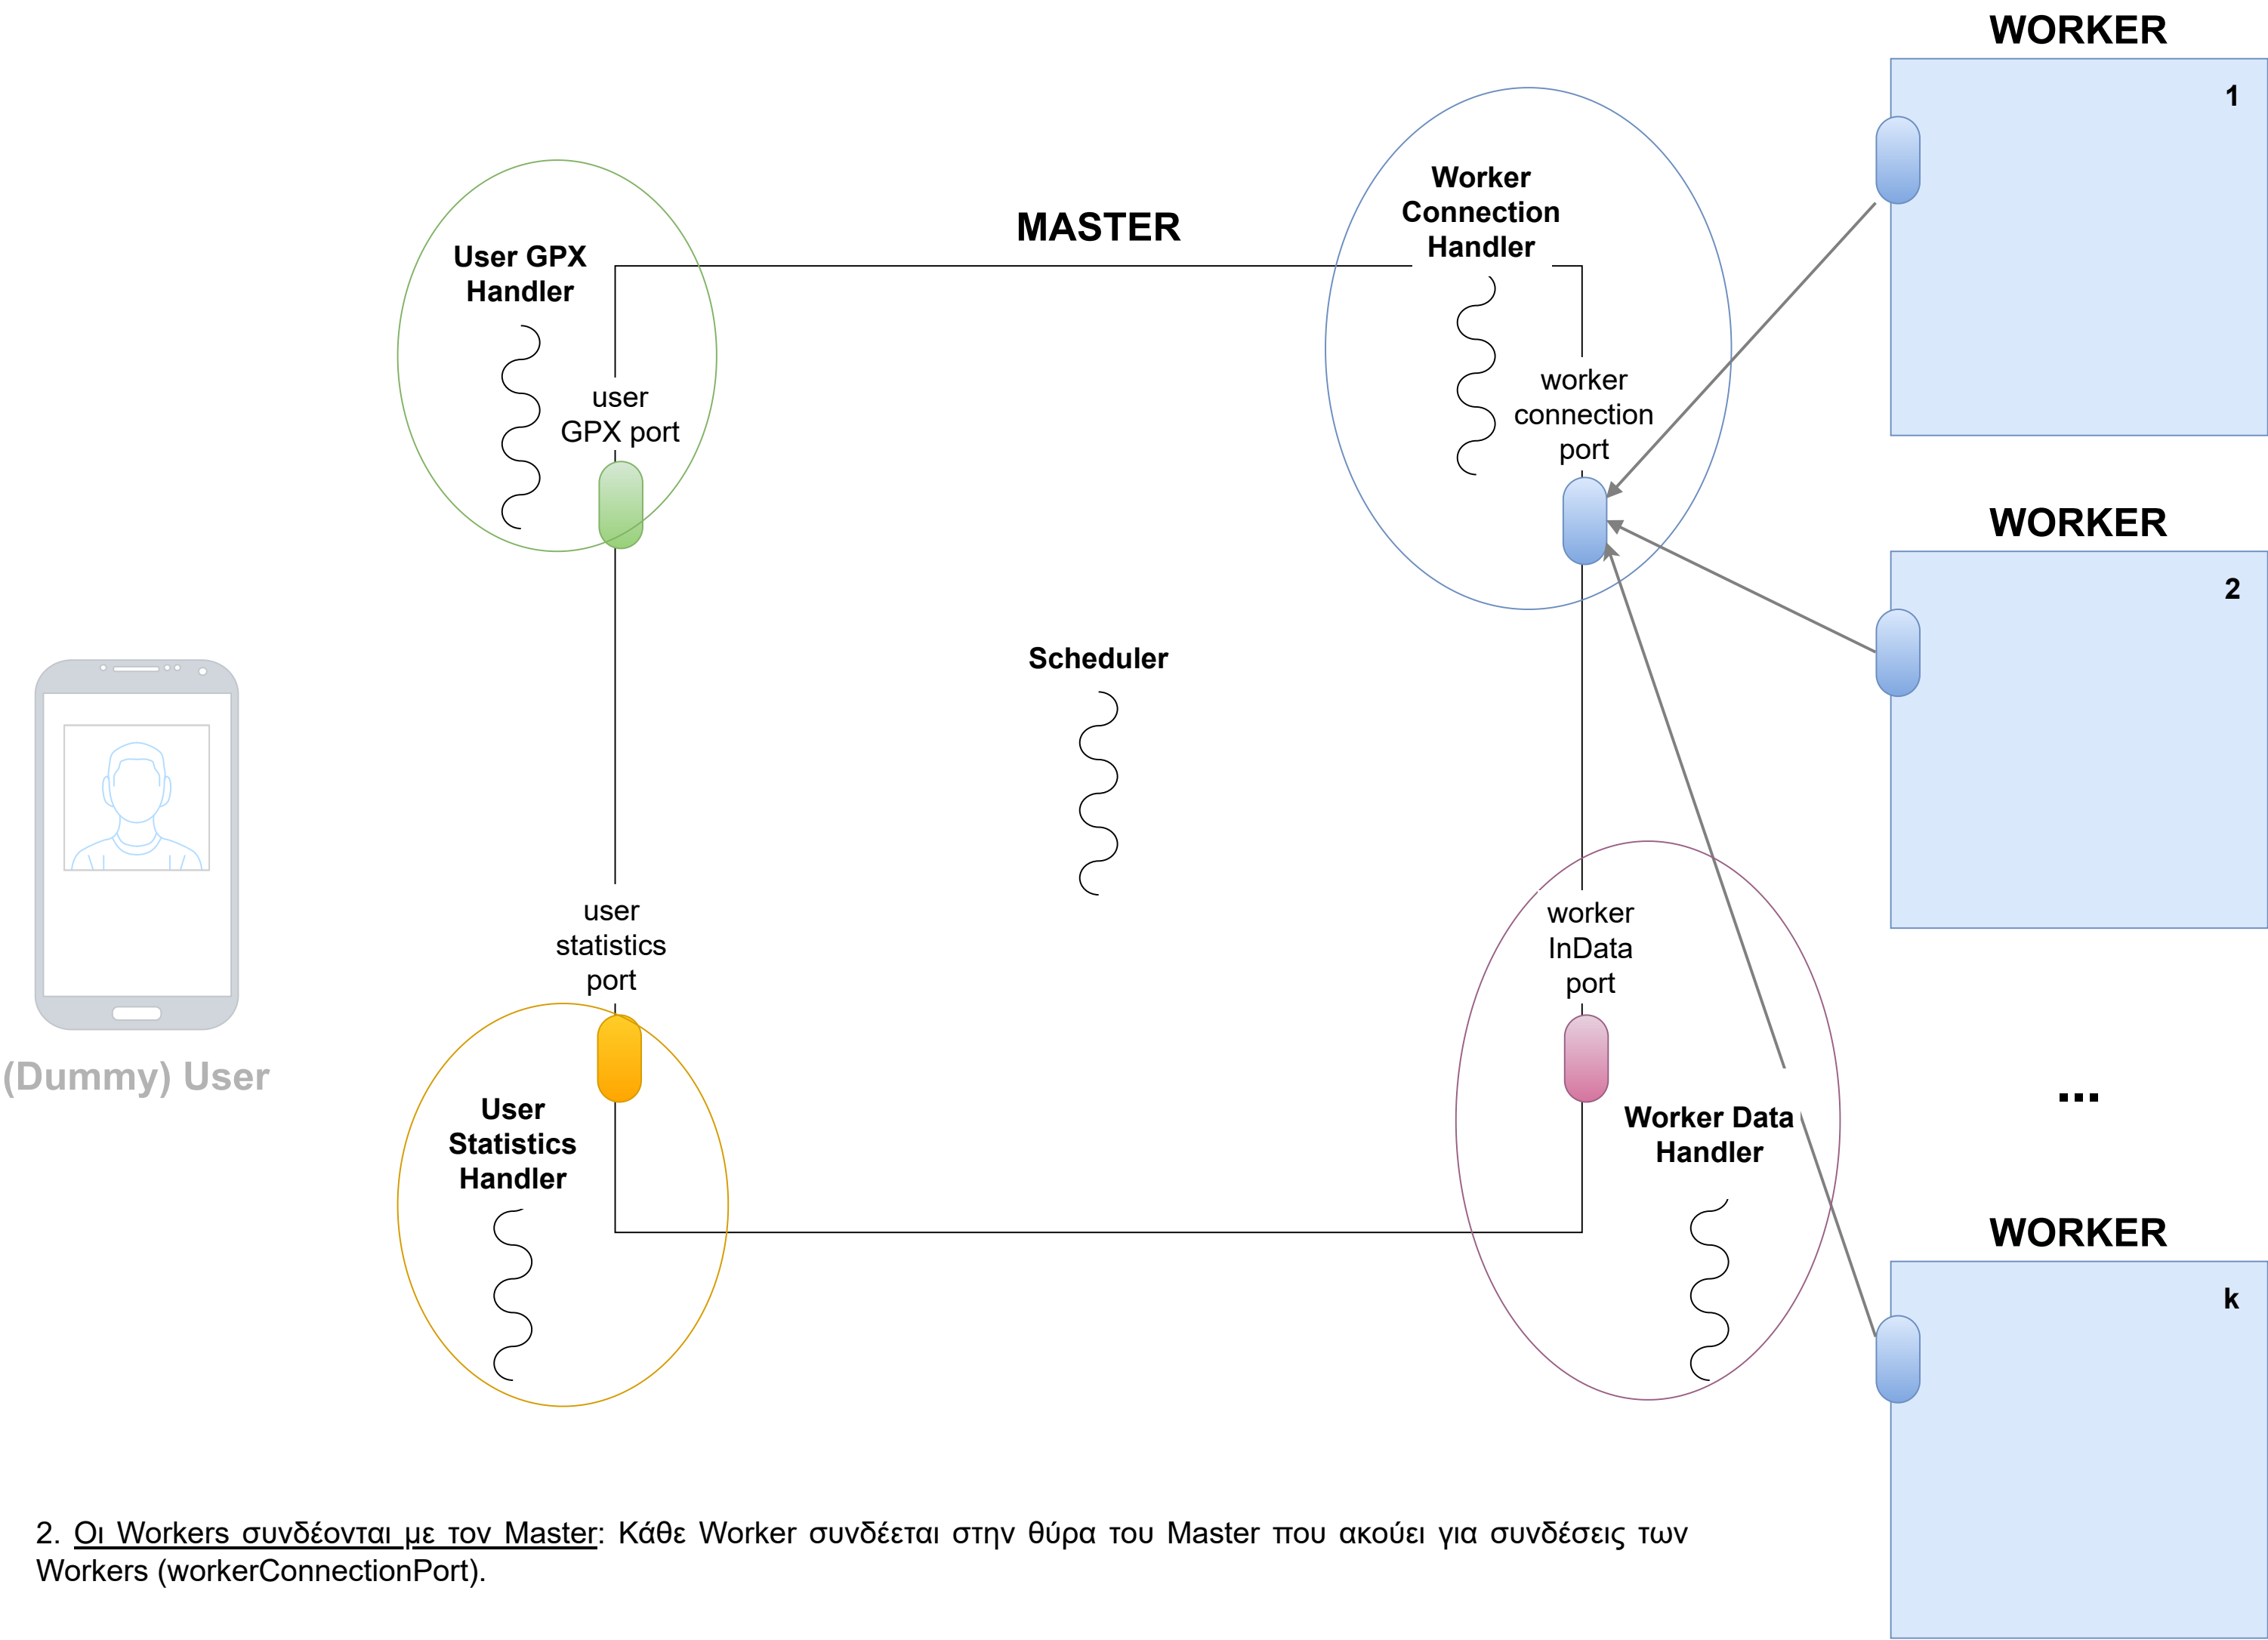 WORKER
1
Worker
Connection
Handler
MASTER
User GPX
Handler
worker
connection
port
user
GPX port
WORKER
2
Scheduler
user
statistics
port
worker
InData
port
(Dummy) User
User
Statistics
Handler
Worker Data
Handler
...
WORKER
k
2. Οι Workers συνδέονται με τον Master: Κάθε Worker συνδέεται στην θύρα του Master που ακούει για συνδέσεις των
Workers (workerConnectionPort).